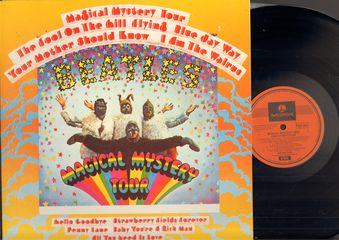 Magical Mystery Tour
The Fool On The Hill Flying Blue Jay Way
Your Mother Should Know I Am The Walrus
BEATLES
MAGICAL MYSTERY
TOUR
Hello Goodbye Strawberry Fields Forever
Penny Lane Baby You're A Rich Man
All You Need Is Love
PARLOPHONE
EMI